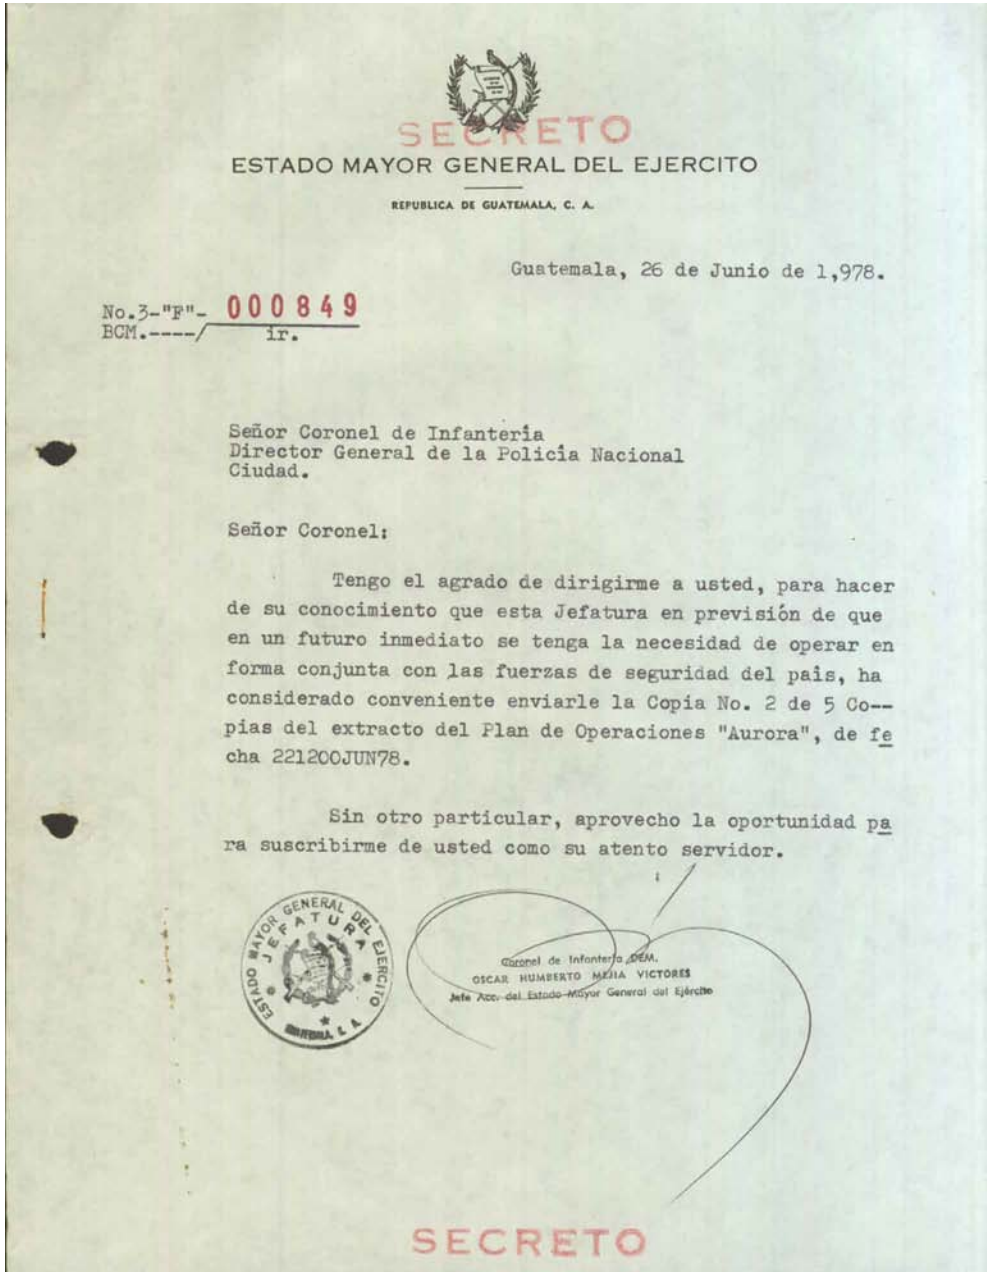 SECRETO
ESTADO MAYOR GENERAL DEL EJERCITO
REPUBLICA DE GUATEMALA, C. A.
Guatemala, 26 de Junio de 1,978.
No.3-"F"- 000849
BCM.----/ ir.
Señor Coronel de Infanteria
Director General de la Policia Nacional
Ciudad.
Señor Coronel:
Tengo el agrado de dirigirme a usted, para hacer
de su conocimiento que esta Jefatura en previsión de que
en un futuro inmediato se tenga la necesidad de operar en
forma conjunta con las fuerzas de seguridad del pais, ha
considerado conveniente enviarle la Copia No. 2 de 5 Co--
pias del extracto del Plan de Operaciones "Aurora", de fe
cha 221200JUN78.
Sin otro particular, aprovecho la oportunidad pa
ra suscribirme de usted como su atento servidor.
ESTADO MAYOR GENERAL DEL EJERCITO
JEFATURA
Coronel de Infantería DEM.
OSCAR HUMBERTO MEJIA VICTORES
Jefe Acc. del Estado Mayor General del Ejército
SECRETO